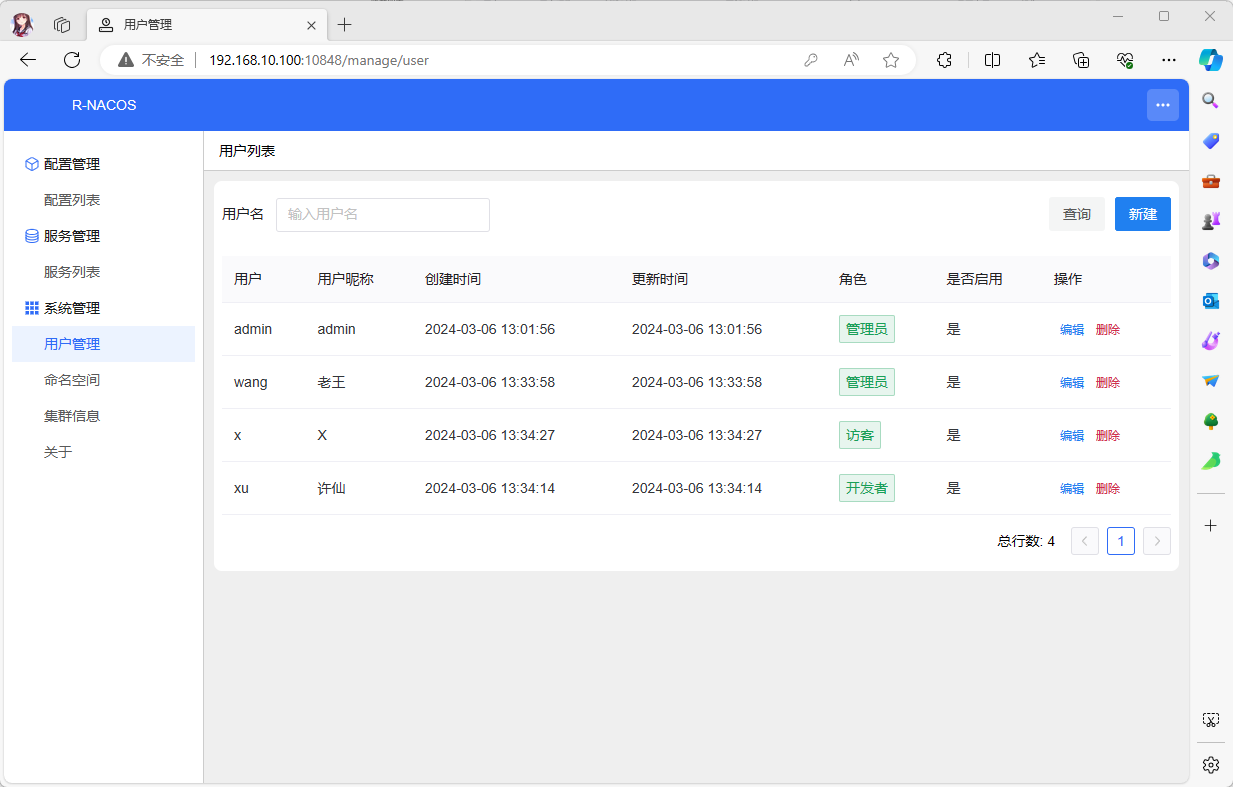 用户管理
不安全 192.168.10.100:10848/manage/user
R-NACOS
配置管理
配置列表
服务管理
服务列表
系统管理
用户管理
命名空间
集群信息
关于
用户列表
用户名 输入用户名 查询 新建
用户 用户昵称 创建时间 更新时间 角色 是否启用 操作
admin admin 2024-03-06 13:01:56 2024-03-06 13:01:56 管理员 是 编辑 删除
wang 老王 2024-03-06 13:33:58 2024-03-06 13:33:58 管理员 是 编辑 删除
x X 2024-03-06 13:34:27 2024-03-06 13:34:27 访客 是 编辑 删除
xu 许仙 2024-03-06 13:34:14 2024-03-06 13:34:14 开发者 是 编辑 删除
总行数: 4 1